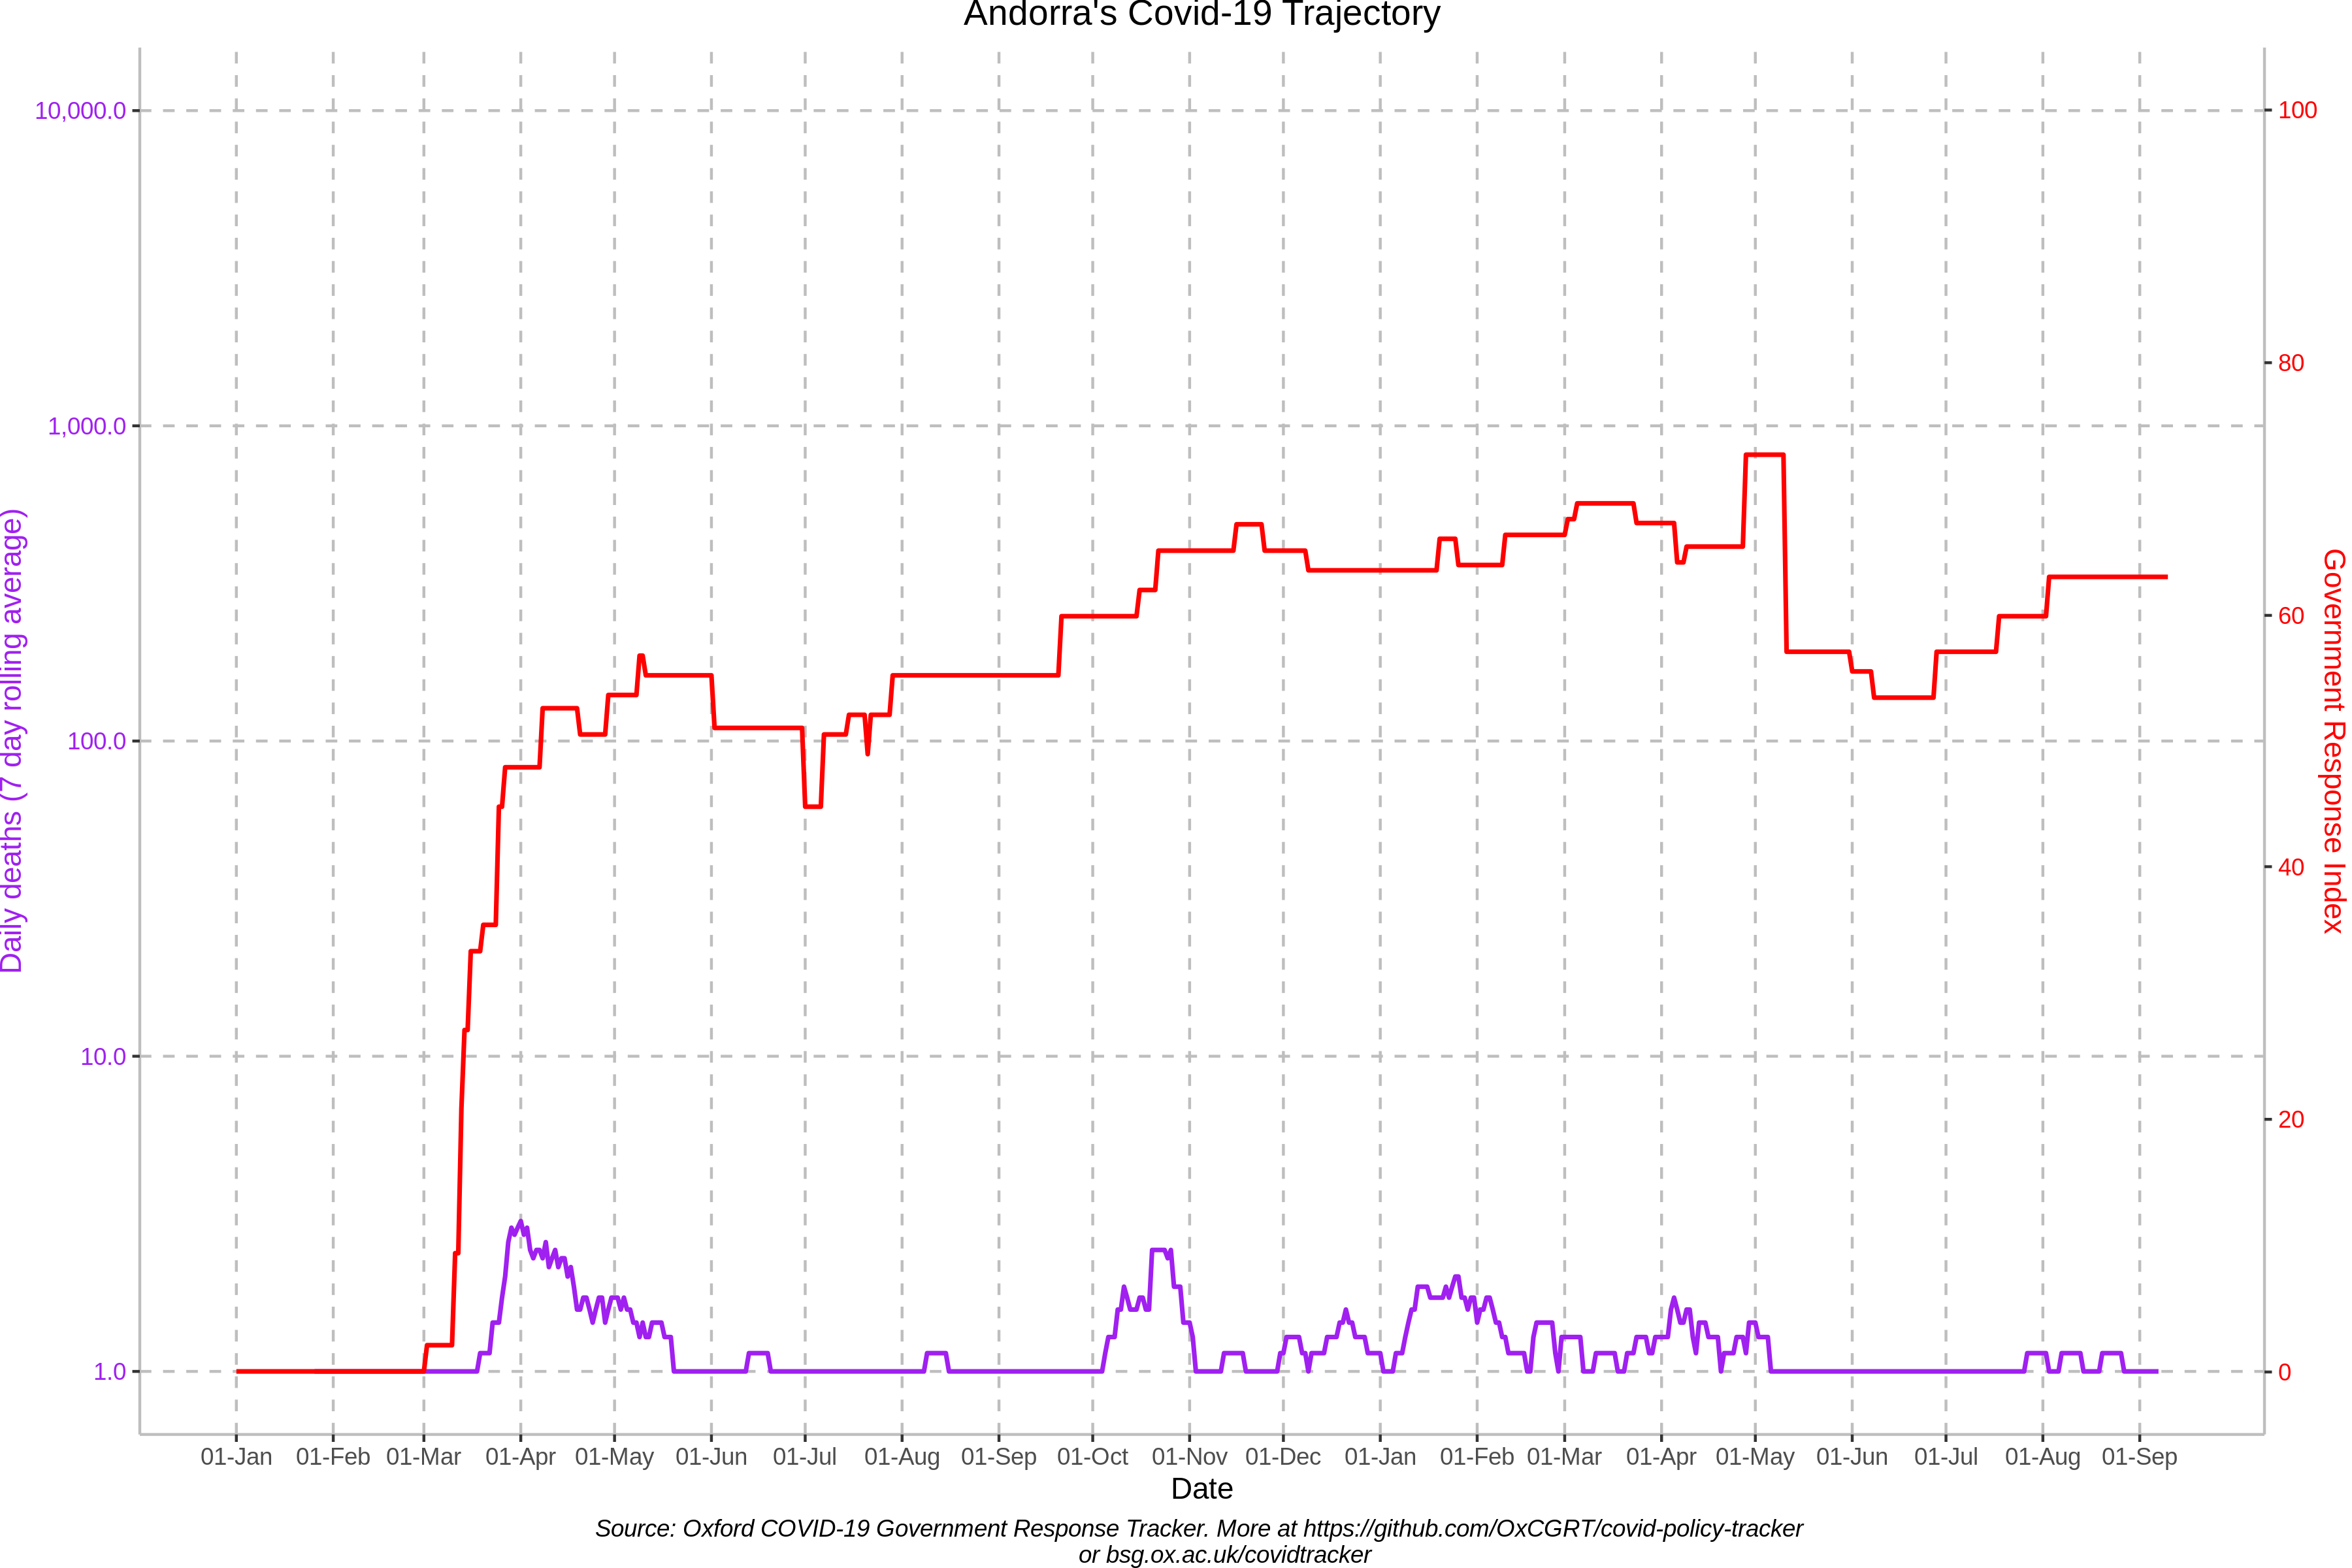 Andorra's Covid-19 Trajectory
10,000.0
1,000.0
100.0
10.0
1.0
Daily deaths (7 day rolling average)
100
80
60
40
20
0
Government Response Index
01-Jan 01-Feb 01-Mar 01-Apr 01-May 01-Jun 01-Jul 01-Aug 01-Sep 01-Oct 01-Nov 01-Dec 01-Jan 01-Feb 01-Mar 01-Apr 01-May 01-Jun 01-Jul 01-Aug 01-Sep
Date
Source: Oxford COVID-19 Government Response Tracker. More at https://github.com/OxCGRT/covid-policy-tracker
or bsg.ox.ac.uk/covidtracker